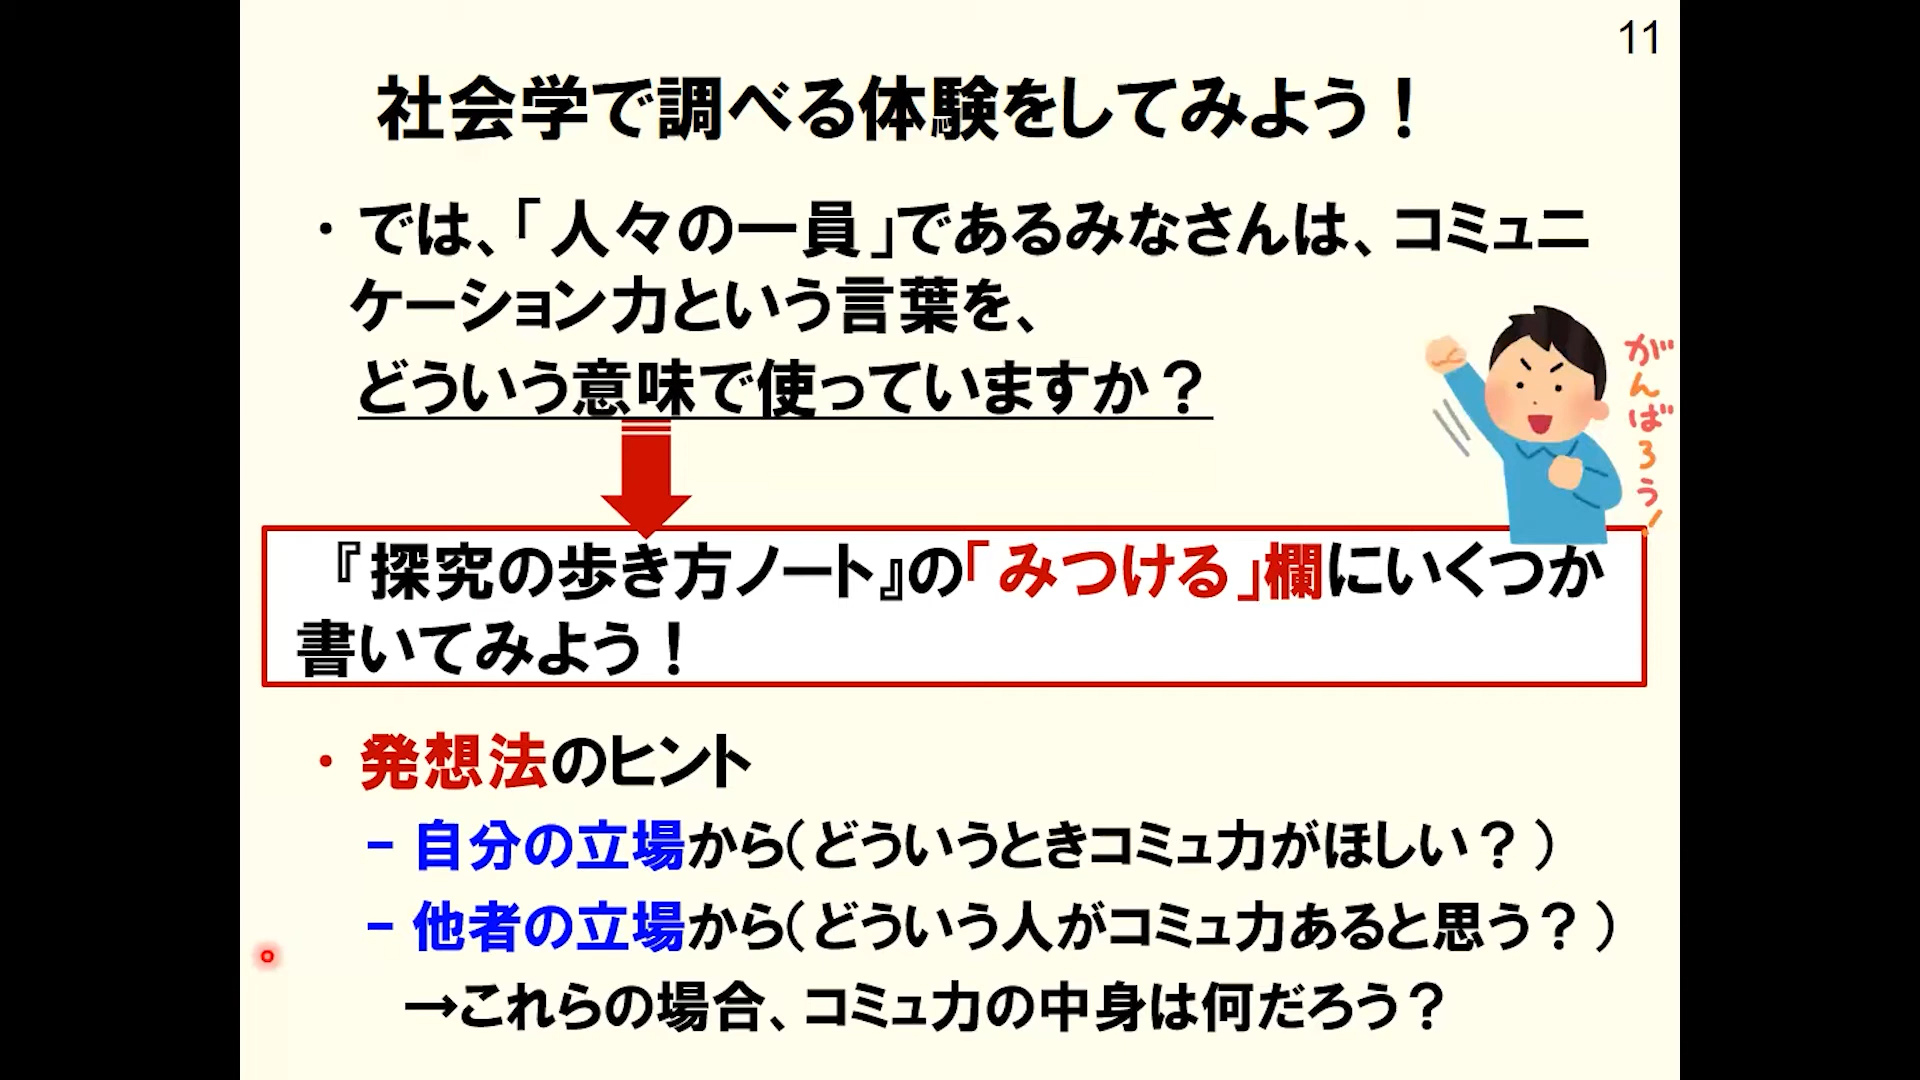 11
社会学で調べる体験をしてみよう！
・では、「人々の一員」であるみなさんは、コミュニ
ケーション力という言葉を、
どういう意味で使っていますか？
がんばろう！
『探究の歩き方ノート』の「みつける」欄にいくつか
書いてみよう！
・発想法のヒント
－自分の立場から（どういうときコミュ力がほしい？）
－他者の立場から（どういう人がコミュ力あると思う？）
→これらの場合、コミュ力の中身は何だろう？